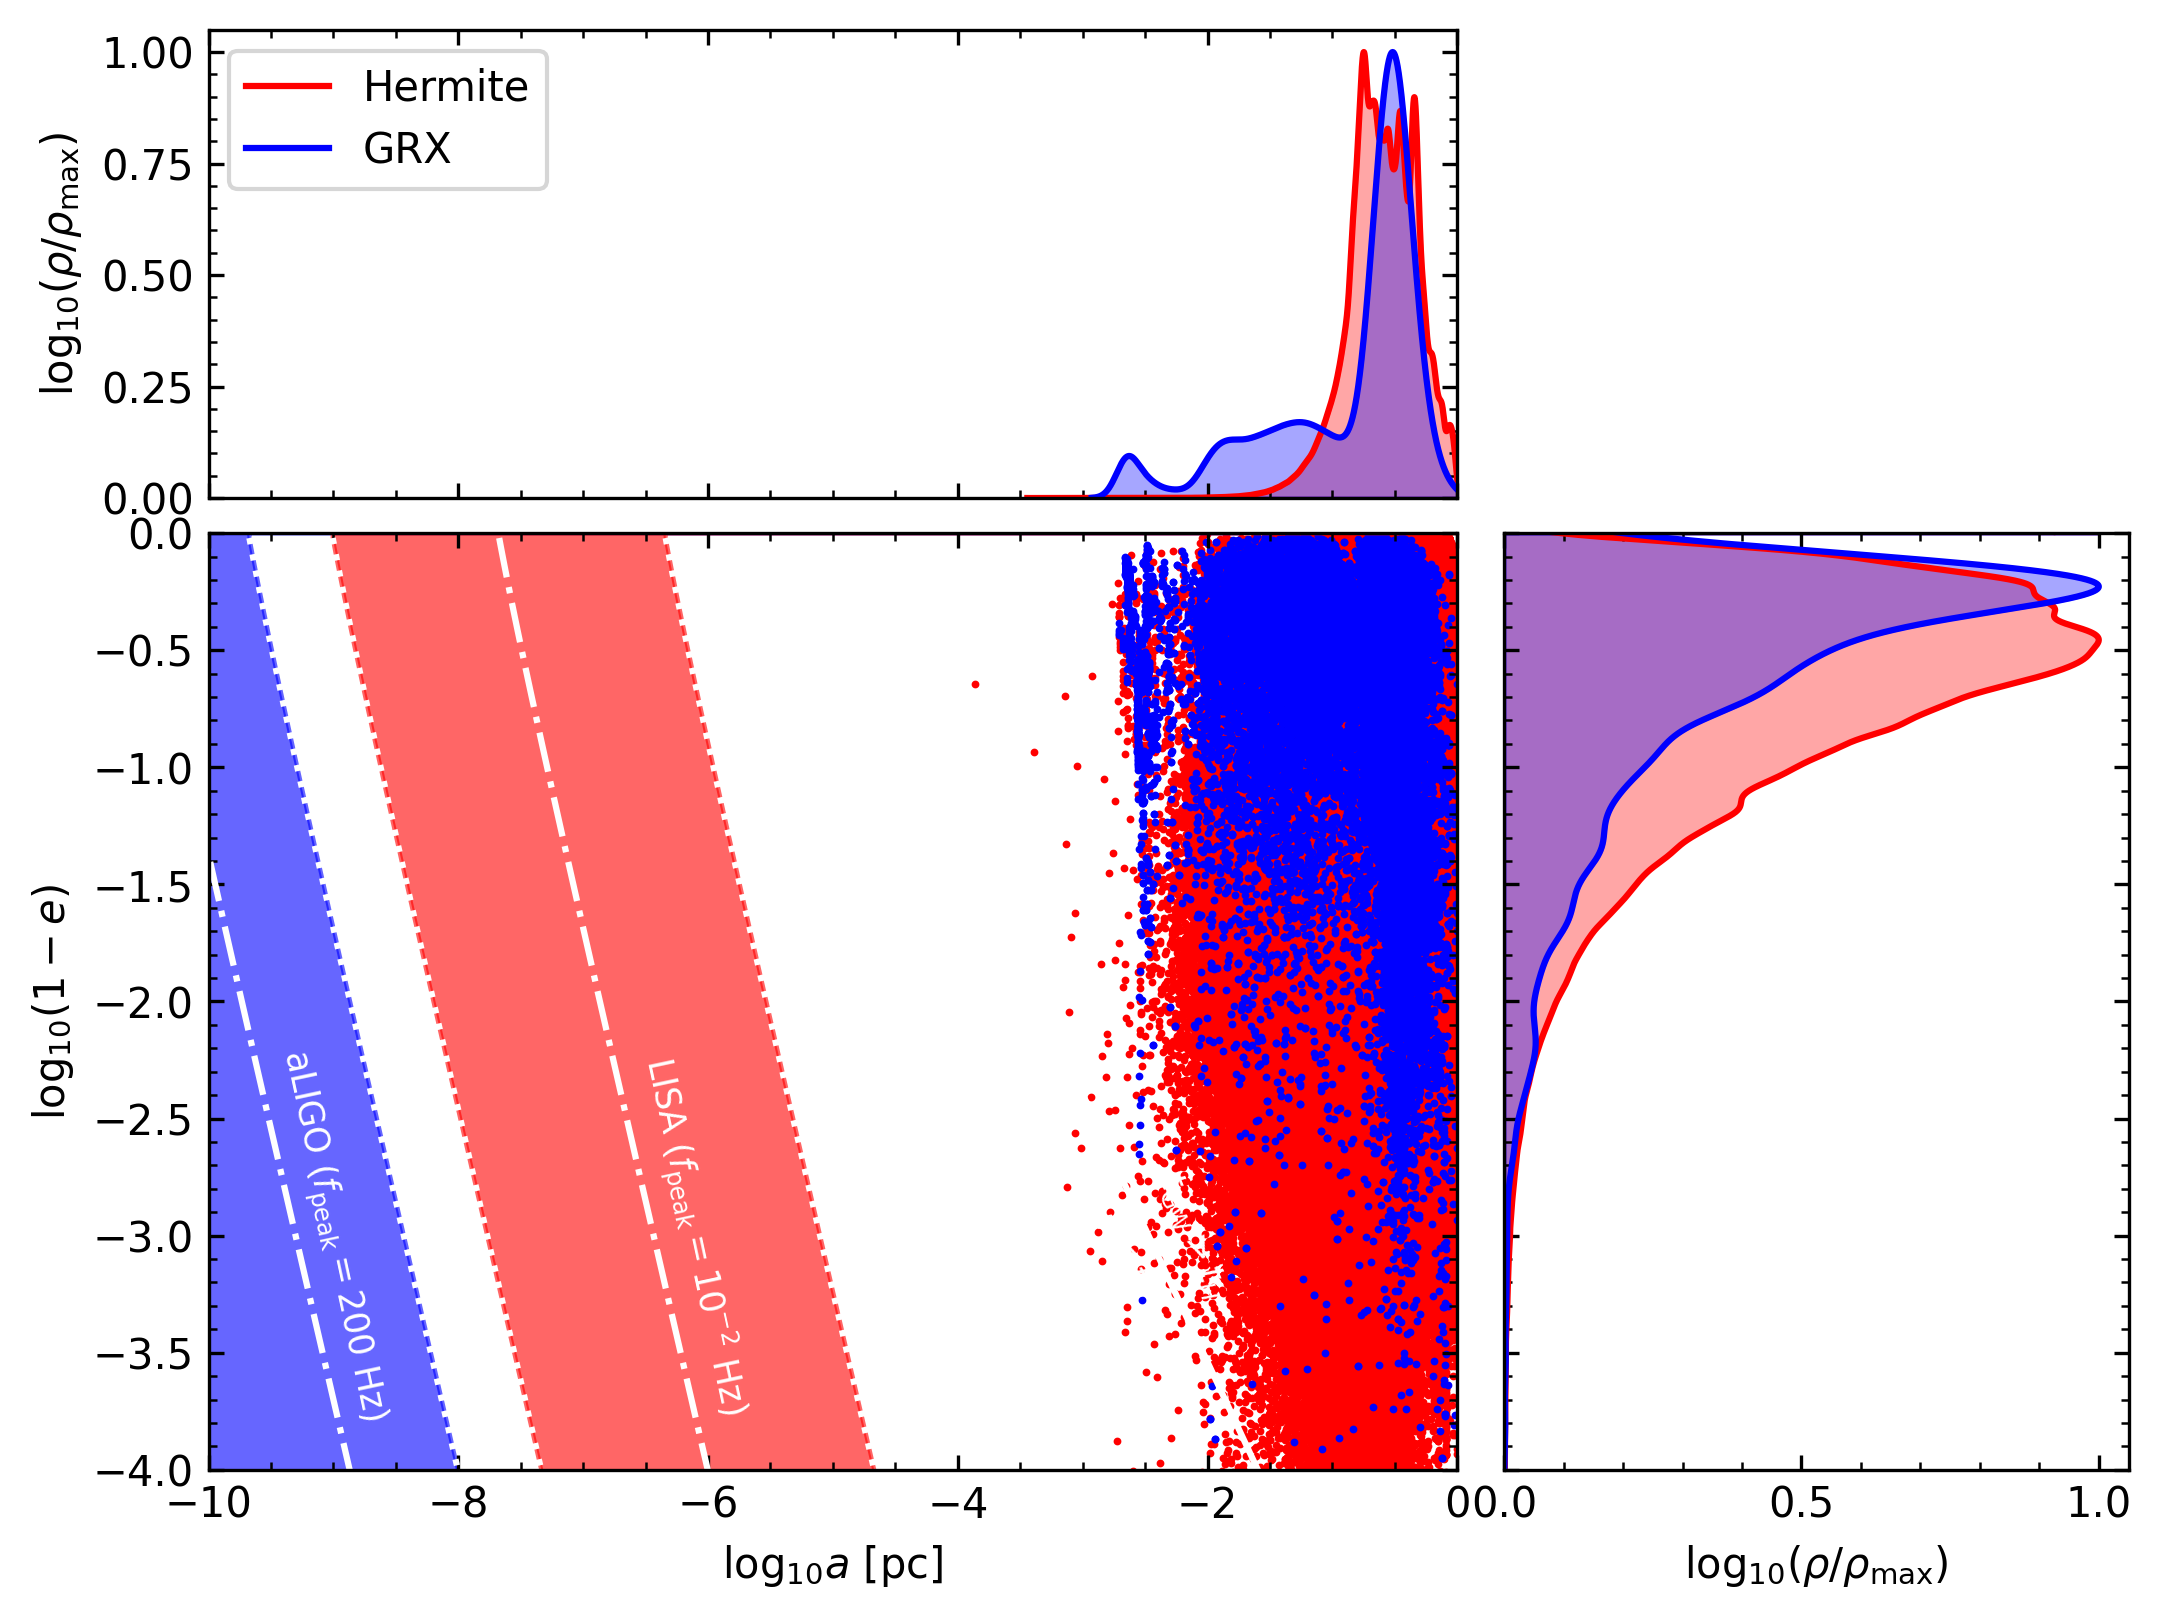 log₁₀(ρ/ρₘₐₓ)
1.00
0.75
0.50
0.25
0.00
Hermite
GRX
log₁₀(1 − e)
0.0
−0.5
−1.0
−1.5
−2.0
−2.5
−3.0
−3.5
−4.0
aLIGO (f_peak = 200 Hz)
LISA (f_peak = 10⁻² Hz)
−10
−8
−6
−4
−2
0
log₁₀a [pc]
0.0
0.5
1.0
log₁₀(ρ/ρₘₐₓ)